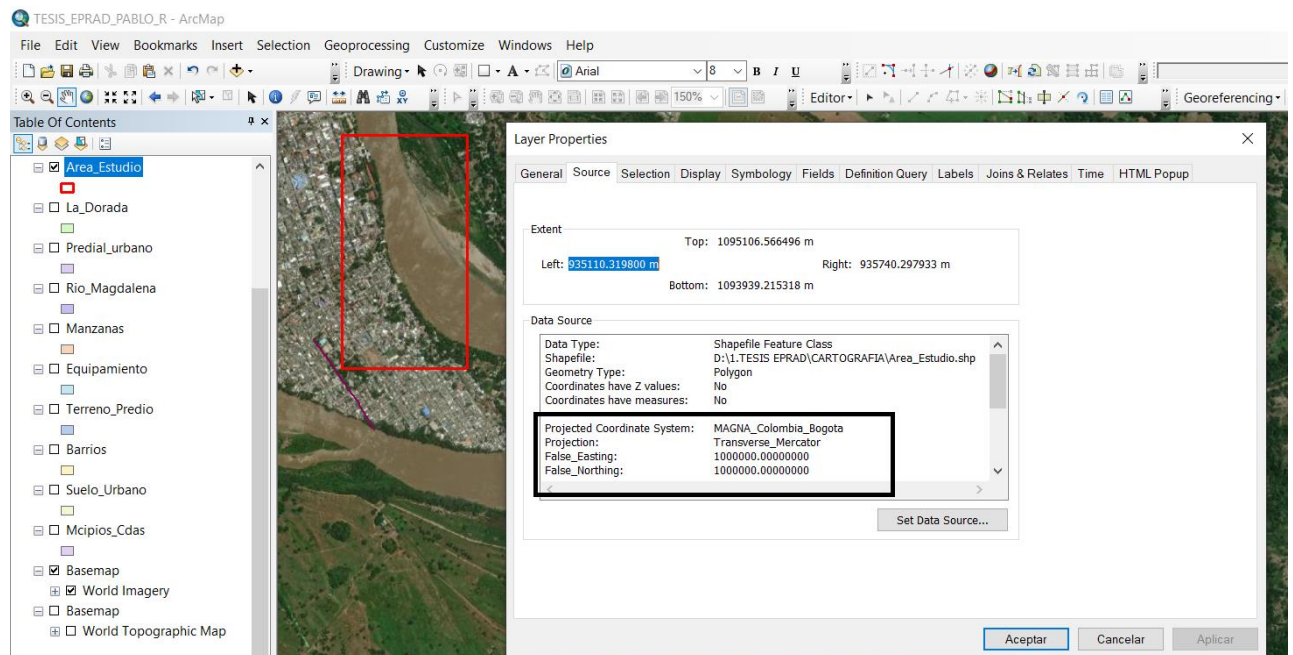 TESIS_EPRAD_PABLO_R - ArcMap
File Edit View Bookmarks Insert Selection Geoprocessing Customize Windows Help
Drawing Arial 8 B I U
150% Editor Georeferencing
Table Of Contents
Area_Estudio
La_Dorada
Predial_urbano
Rio_Magdalena
Manzanas
Equipamiento
Terreno_Predio
Barrios
Suelo_Urbano
Mcipios_Cdas
Basemap
World Imagery
Basemap
World Topographic Map
Layer Properties
General Source Selection Display Symbology Fields Definition Query Labels Joins & Relates Time HTML Popup
Extent
Top: 1095106.566496 m
Left: 935110.319800 m Right: 935740.297933 m
Bottom: 1093939.215318 m
Data Source
Data Type: Shapefile Feature Class
Shapefile: D:\1.TESIS EPRAD\CARTOGRAFIA\Area_Estudio.shp
Geometry Type: Polygon
Coordinates have Z values: No
Coordinates have measures: No
Projected Coordinate System: MAGNA_Colombia_Bogota
Projection: Transverse_Mercator
False_Easting: 1000000.00000000
False_Northing: 1000000.00000000
Set Data Source...
Aceptar Cancelar Aplicar